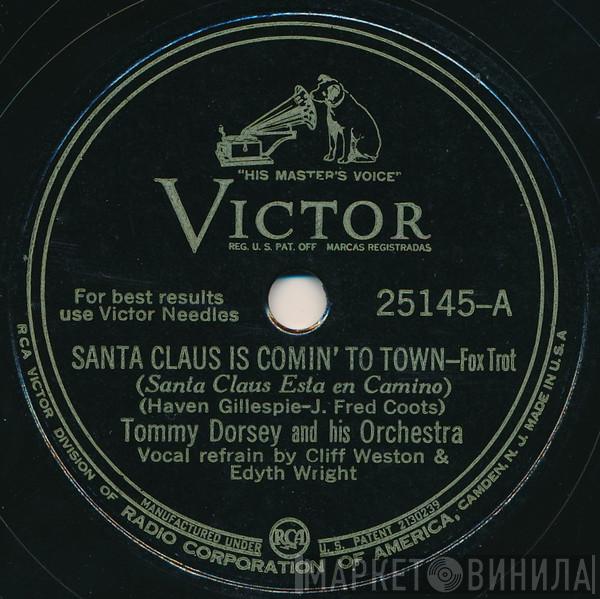 "HIS MASTER'S VOICE"
VICTOR
REG. U. S. PAT. OFF MARCAS REGISTRADAS
For best results
use Victor Needles
25145-A
SANTA CLAUS IS COMIN' TO TOWN-Fox Trot
(Santa Claus Esta en Camino)
(Haven Gillespie-J. Fred Coots)
Tommy Dorsey and his Orchestra
Vocal refrain by Cliff Weston &
Edyth Wright
MANUFACTURED UNDER RCA U. S. PATENT 2130239
RCA VICTOR DIVISION OF RADIO CORPORATION OF AMERICA, CAMDEN, N. J. MADE IN U.S.A
МАРКЕТ ВИНИЛА